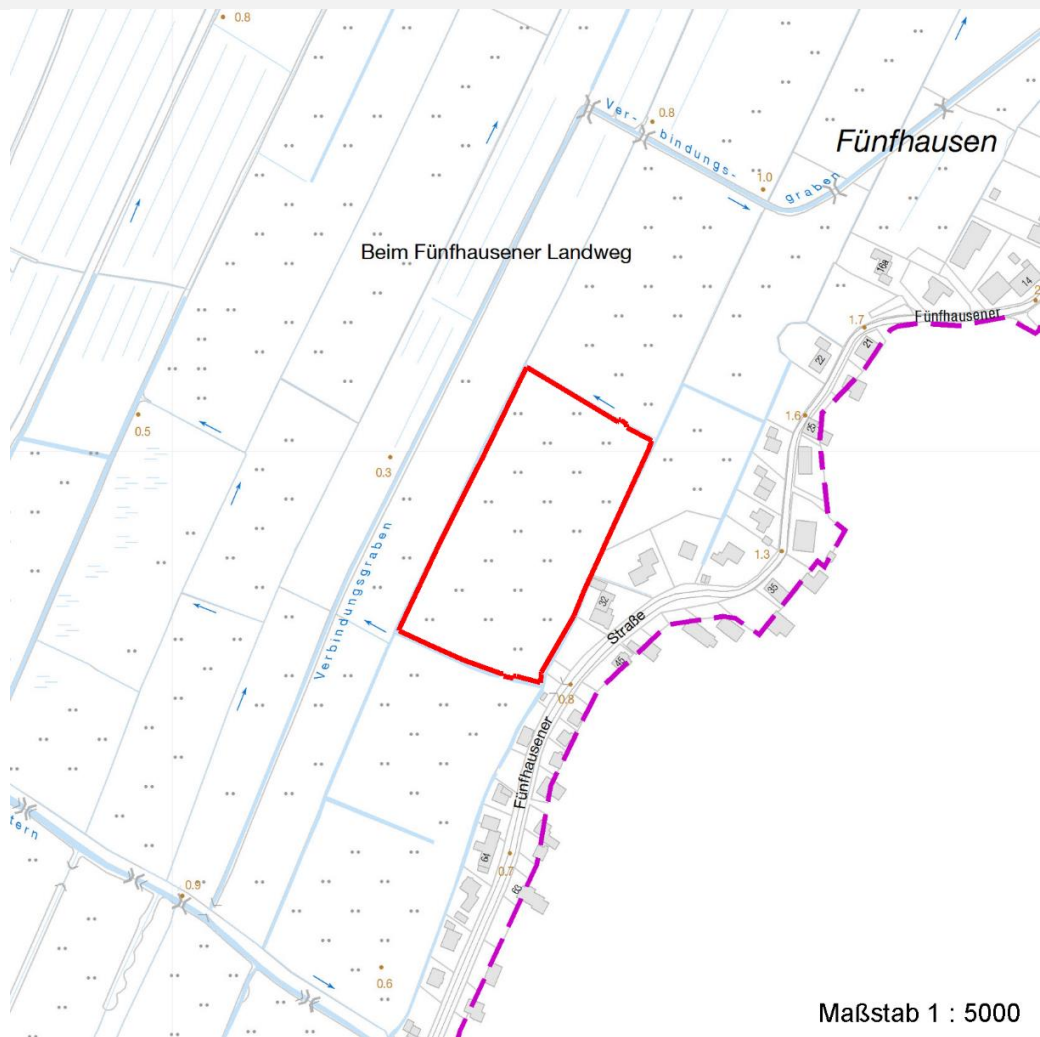 0.8
Ver-
bindungs-
graben
0.8
1.0
Fünfhausen
Beim Fünfhausener Landweg
16a
14
Fünfhausener
1.7
21
22
1.6
25
0.5
0.3
Verbindungsgraben
1.3
35
32
Straße
46
0.8
Fünfhausener
64
0.7
63
tern
0.9
0.6
Maßstab 1 : 5000